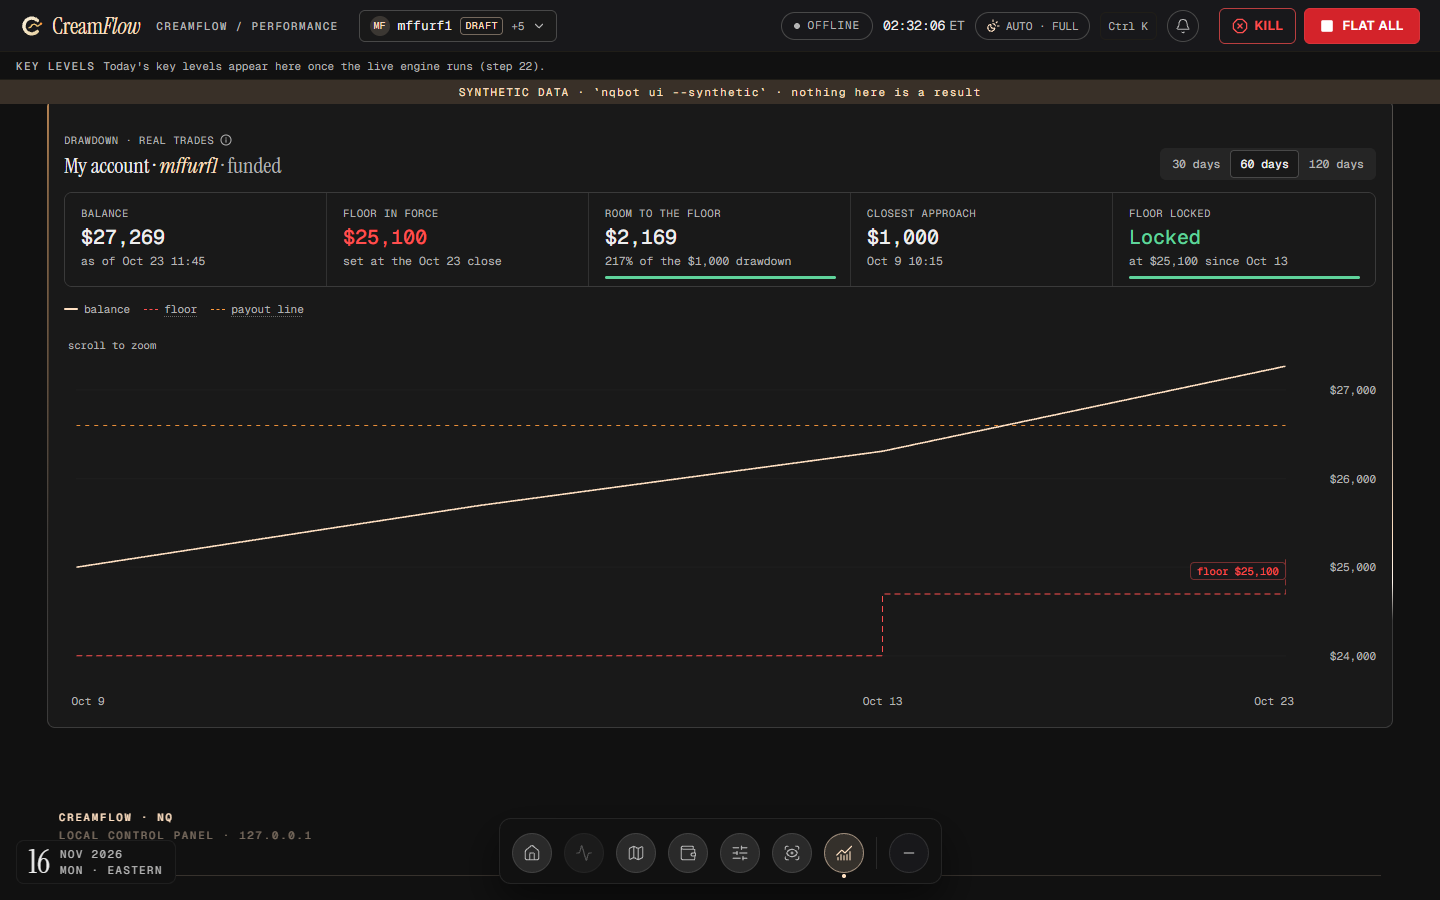 CreamFlow CREAMFLOW / PERFORMANCE MF mffurf1 DRAFT +5 OFFLINE 02:32:06 ET AUTO · FULL Ctrl K KILL FLAT ALL
KEY LEVELS Today's key levels appear here once the live engine runs (step 22).
SYNTHETIC DATA · `nqbot ui --synthetic` · nothing here is a result
DRAWDOWN · REAL TRADES
My account · mffurf1 · funded
30 days 60 days 120 days
BALANCE
$27,269
as of Oct 23 11:45
FLOOR IN FORCE
$25,100
set at the Oct 23 close
ROOM TO THE FLOOR
$2,169
217% of the $1,000 drawdown
CLOSEST APPROACH
$1,000
Oct 9 10:15
FLOOR LOCKED
Locked
at $25,100 since Oct 13
balance floor payout line
scroll to zoom
$27,000
$26,000
floor $25,100
$25,000
$24,000
Oct 9 Oct 13 Oct 23
CREAMFLOW · NQ
LOCAL CONTROL PANEL · 127.0.0.1
16 NOV 2026
MON · EASTERN